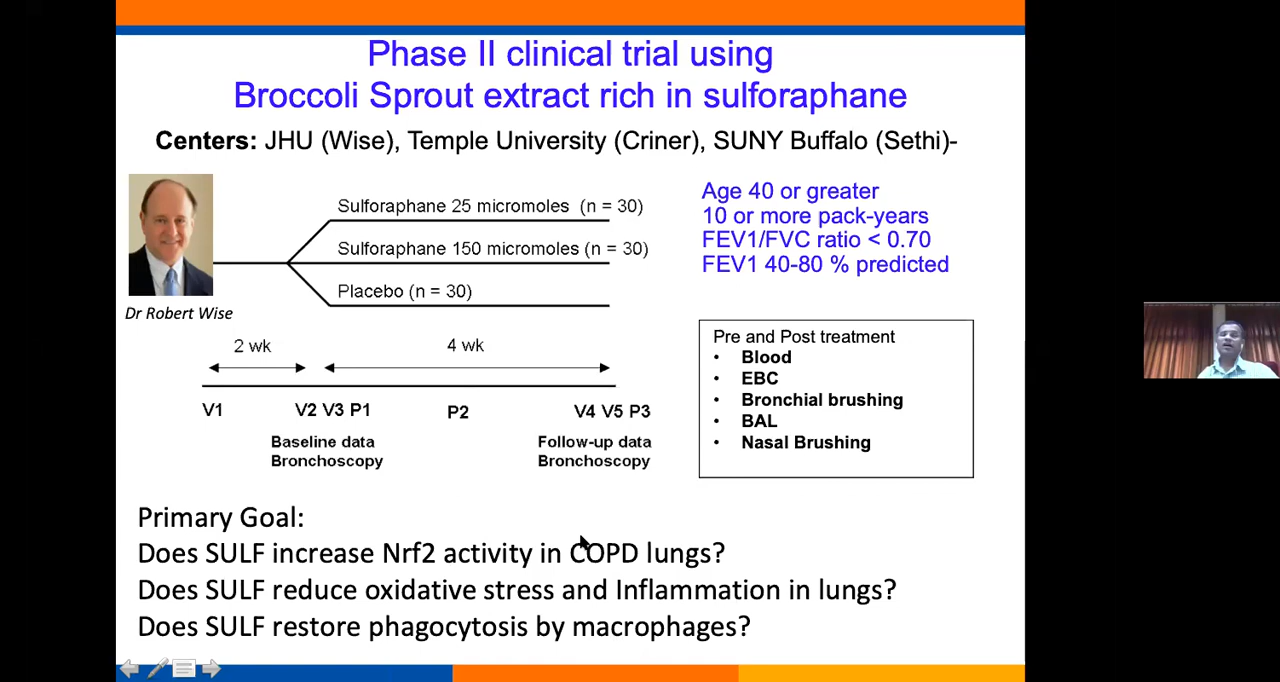 Phase II clinical trial using
Broccoli Sprout extract rich in sulforaphane
Centers: JHU (Wise), Temple University (Criner), SUNY Buffalo (Sethi)-
Dr Robert Wise
Sulforaphane 25 micromoles (n = 30)
Sulforaphane 150 micromoles (n = 30)
Placebo (n = 30)
Age 40 or greater
10 or more pack-years
FEV1/FVC ratio < 0.70
FEV1 40-80 % predicted
2 wk
4 wk
V1
V2 V3 P1
P2
V4 V5 P3
Baseline data
Bronchoscopy
Follow-up data
Bronchoscopy
Pre and Post treatment
• Blood
• EBC
• Bronchial brushing
• BAL
• Nasal Brushing
Primary Goal:
Does SULF increase Nrf2 activity in COPD lungs?
Does SULF reduce oxidative stress and Inflammation in lungs?
Does SULF restore phagocytosis by macrophages?